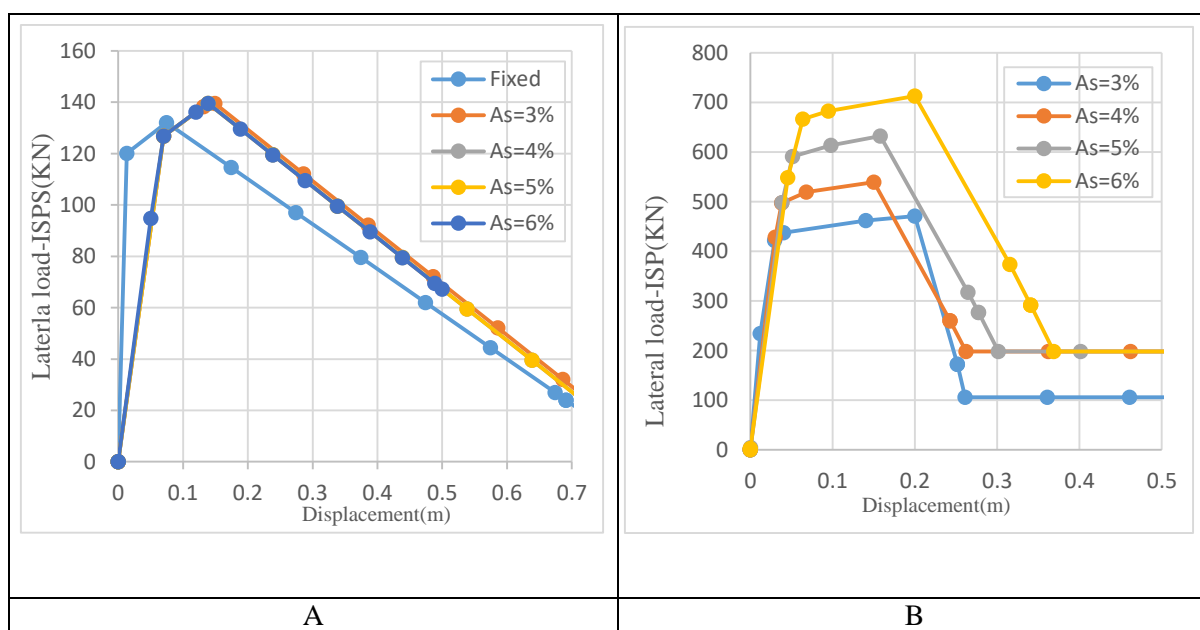 Laterla load-ISPS(KN)
160
140
120
100
80
60
40
20
0
0 0.1 0.2 0.3 0.4 0.5 0.6 0.7
Displacement(m)
Fixed
As=3%
As=4%
As=5%
As=6%
A
Lateral load-ISP(KN)
800
700
600
500
400
300
200
100
0
0 0.1 0.2 0.3 0.4 0.5
Displacement(m)
As=3%
As=4%
As=5%
As=6%
B